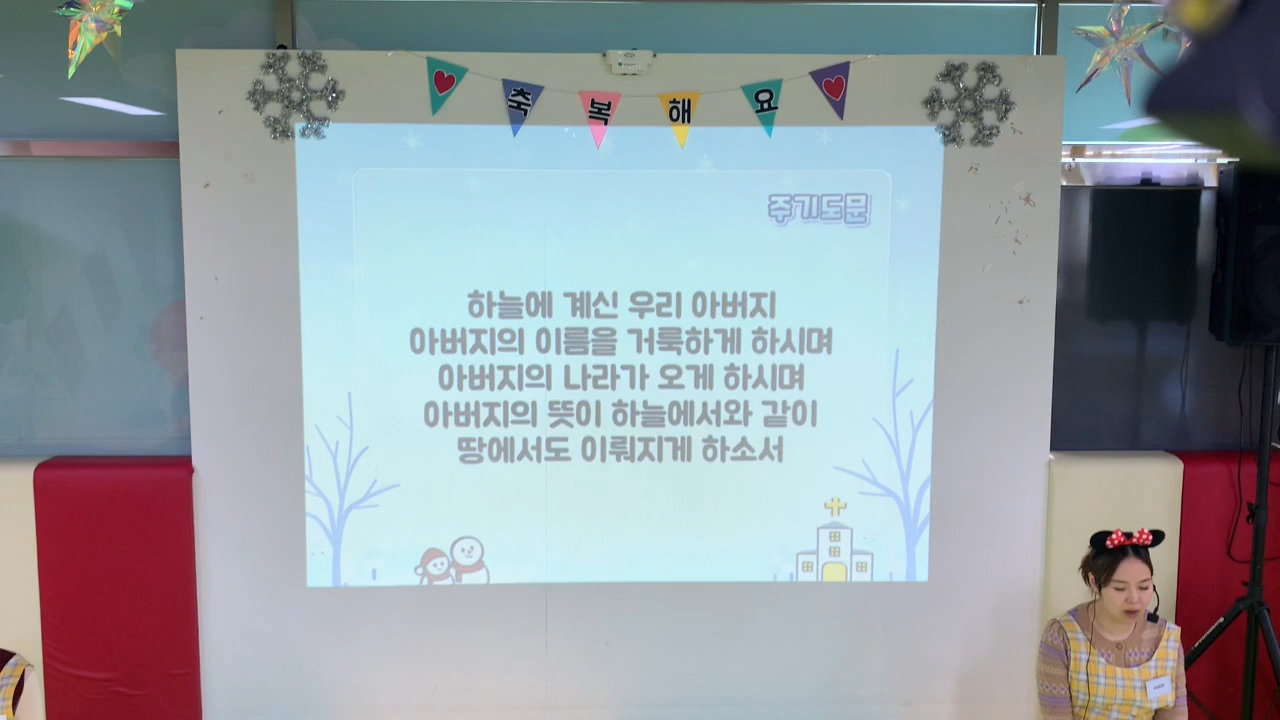 축복해요
주기도문
하늘에 계신 우리 아버지
아버지의 이름을 거룩하게 하시며
아버지의 나라가 오게 하시며
아버지의 뜻이 하늘에서와 같이
땅에서도 이뤄지게 하소서